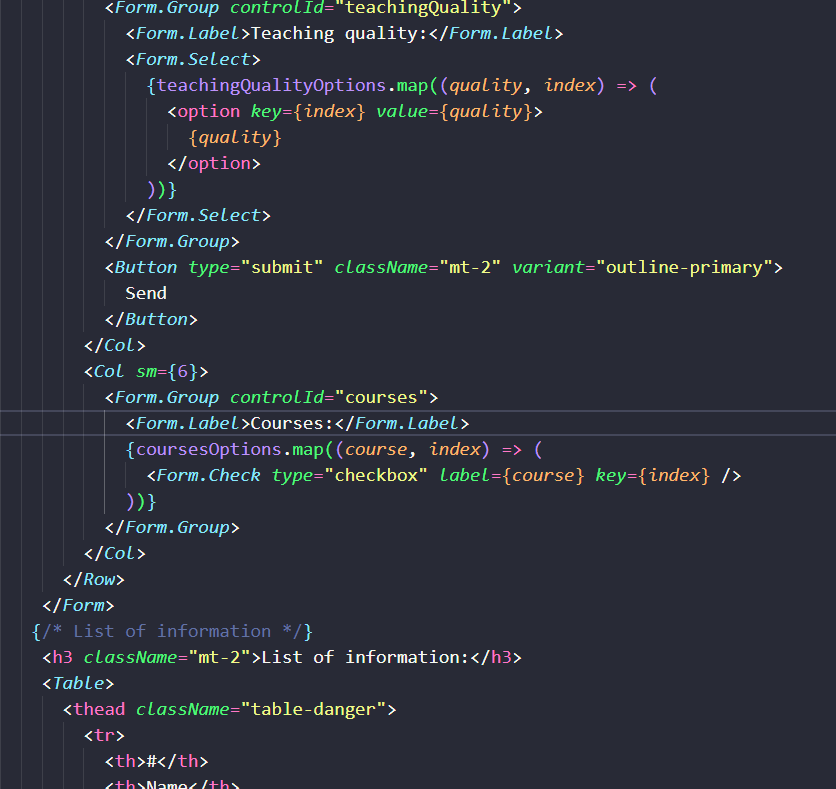 <Form.Group controlId="teachingQuality">
<Form.Label>Teaching quality:</Form.Label>
<Form.Select>
{teachingQualityOptions.map((quality, index) => (
<option key={index} value={quality}>
{quality}
</option>
))}
</Form.Select>
</Form.Group>
<Button type="submit" className="mt-2" variant="outline-primary">
Send
</Button>
</Col>
<Col sm={6}>
<Form.Group controlId="courses">
<Form.Label>Courses:</Form.Label>
{coursesOptions.map((course, index) => (
<Form.Check type="checkbox" label={course} key={index} />
))}
</Form.Group>
</Col>
</Row>
</Form>
{/* List of information */}
<h3 className="mt-2">List of information:</h3>
<Table>
<thead className="table-danger">
<tr>
<th>#</th>
<th>Name</th>